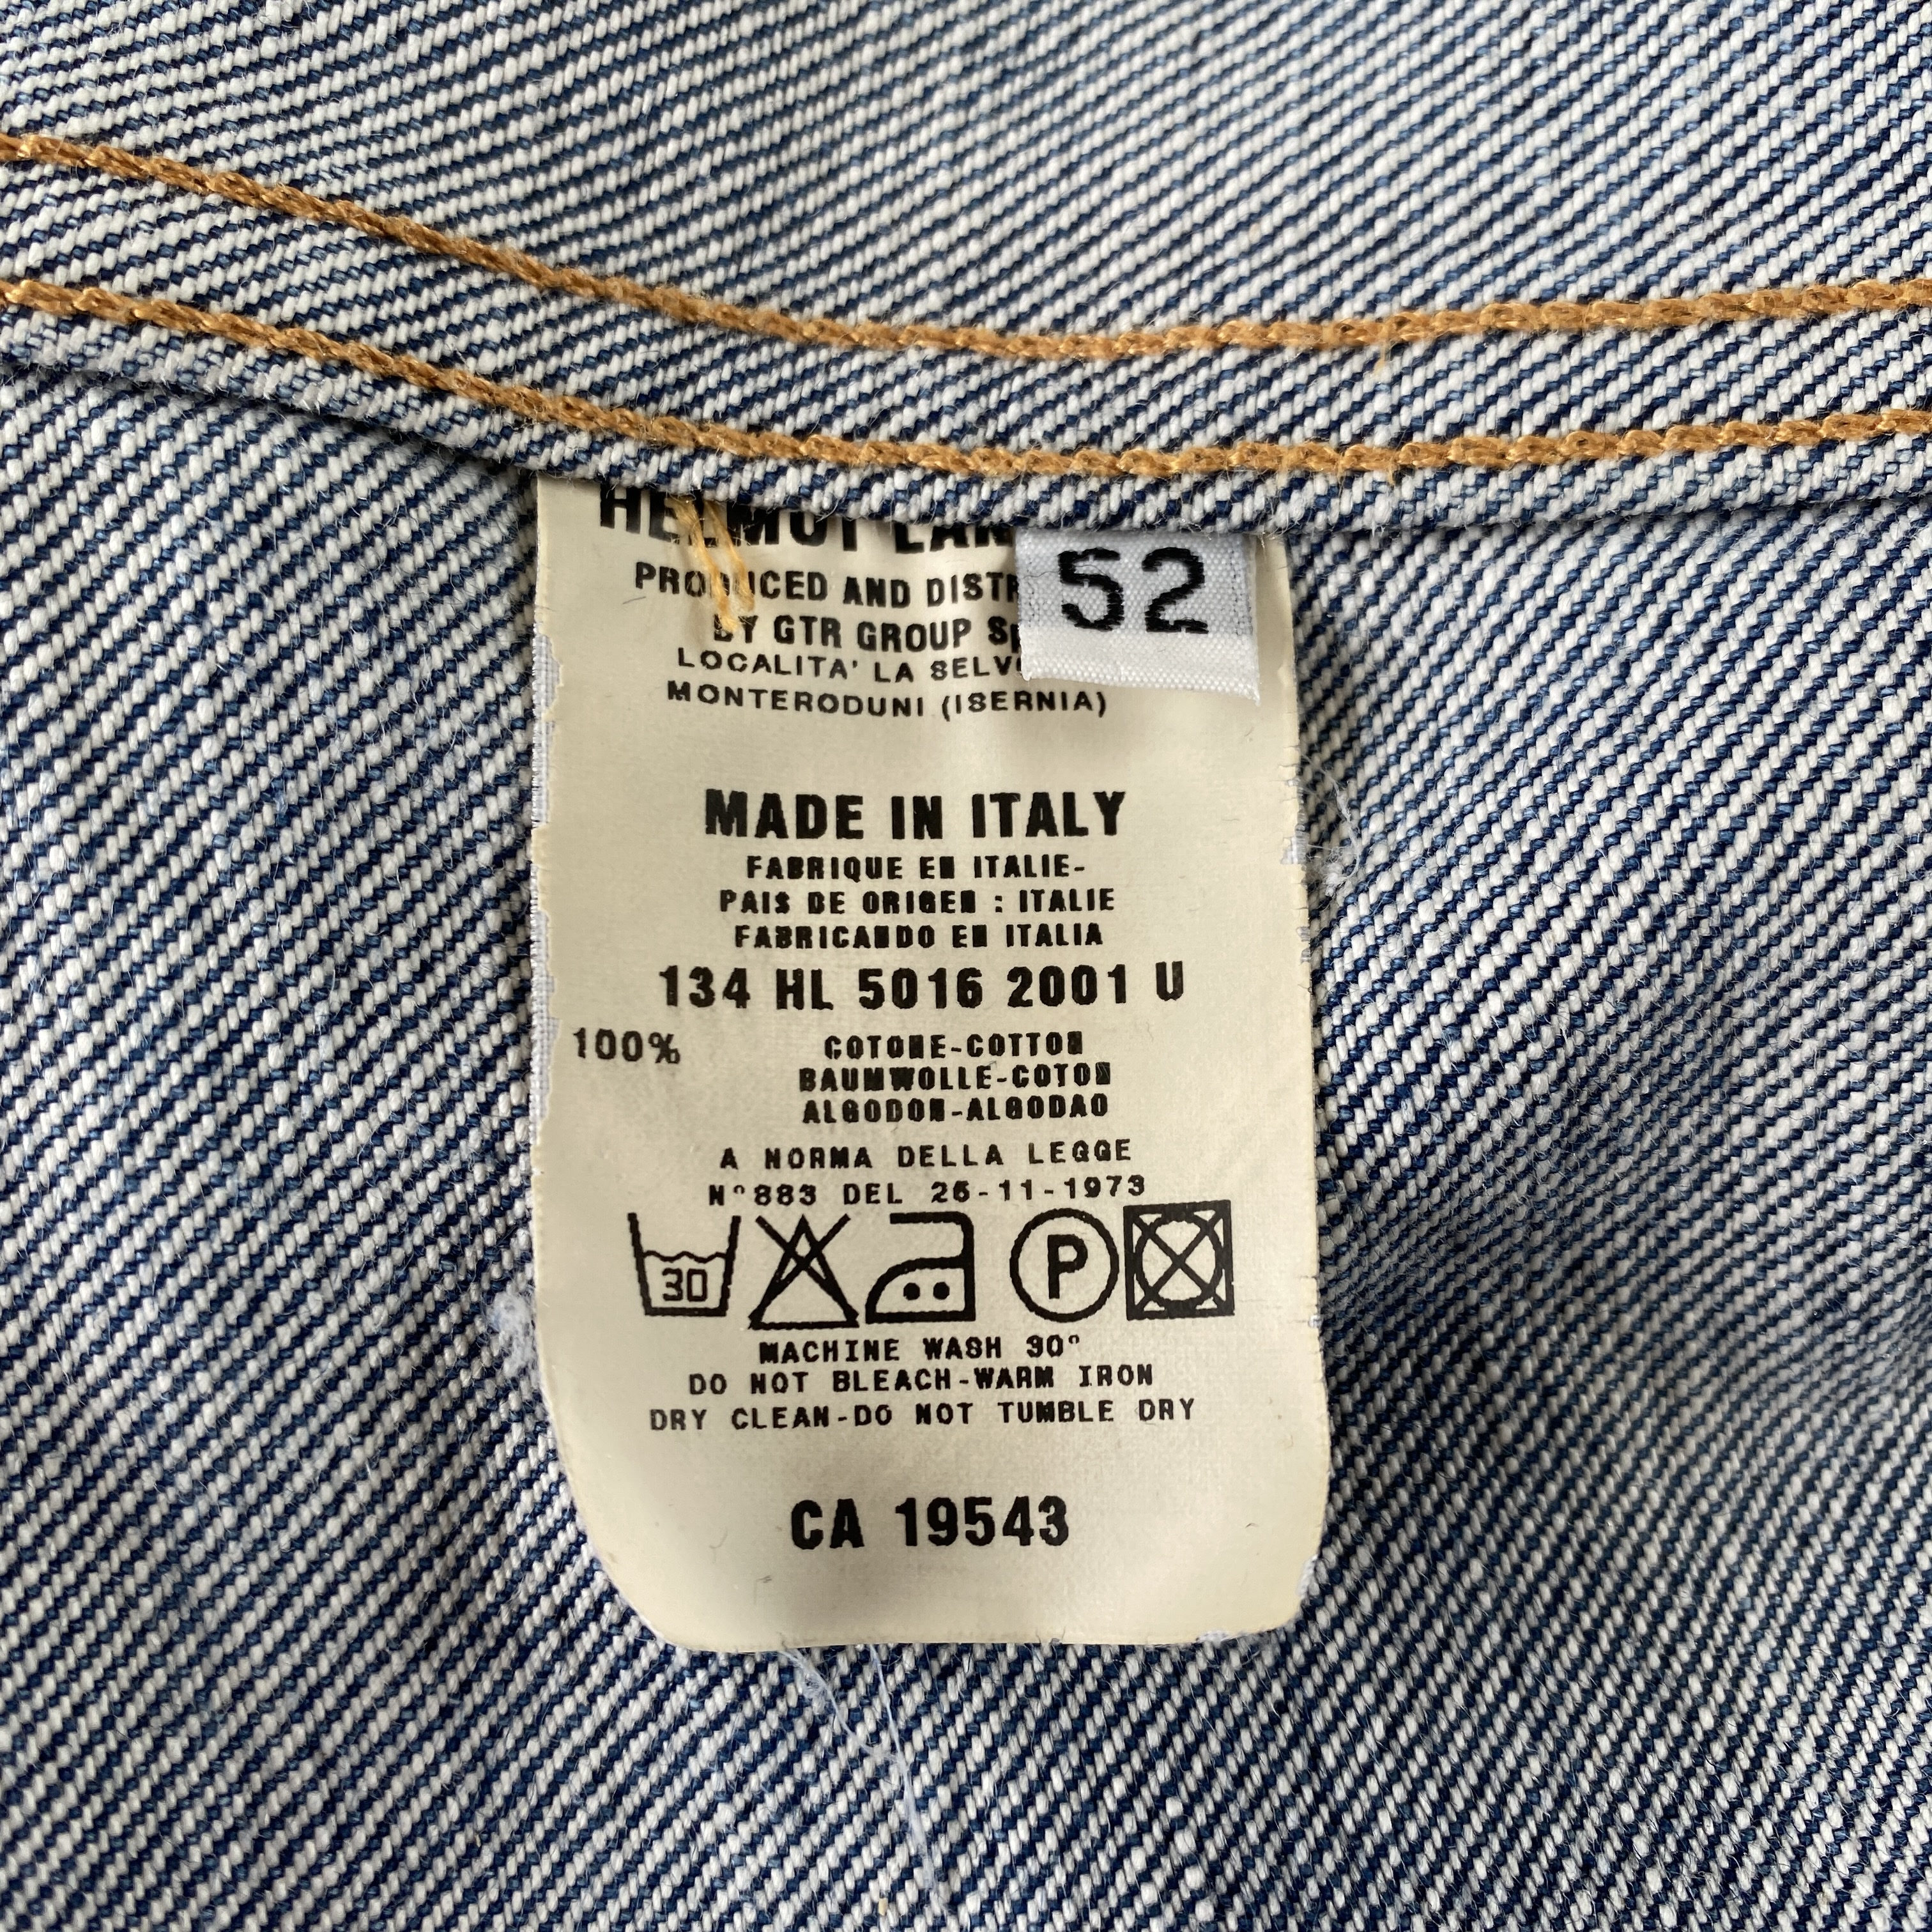 HELMUT LAN
52
PRODUCED AND DISTR
BY GTR GROUP Sp
LOCALITA' LA SELV
MONTERODUNI (ISERNIA)
MADE IN ITALY
FABRIQUE EN ITALIE-
PAIS DE ORIGEN : ITALIE
FABRICANDO EN ITALIA
134 HL 5016 2001 U
100% COTONE-COTTON
BAUMWOLLE-COTON
ALGODON-ALGODAO
A NORMA DELLA LEGGE
N°883 DEL 26-11-1973
30 P
MACHINE WASH 30°
DO NOT BLEACH-WARM IRON
DRY CLEAN-DO NOT TUMBLE DRY
CA 19543